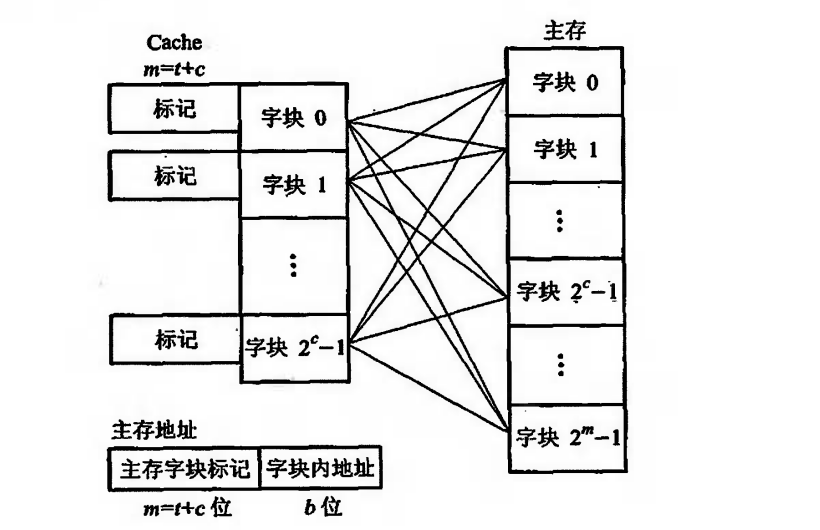 Cache
m=t+c
标记
字块 0
标记
字块 1
⋮
标记
字块 2^c−1
主存
字块 0
字块 1
⋮
字块 2^c−1
⋮
字块 2^m−1
主存地址
主存字块标记 字块内地址
m=t+c 位 b 位